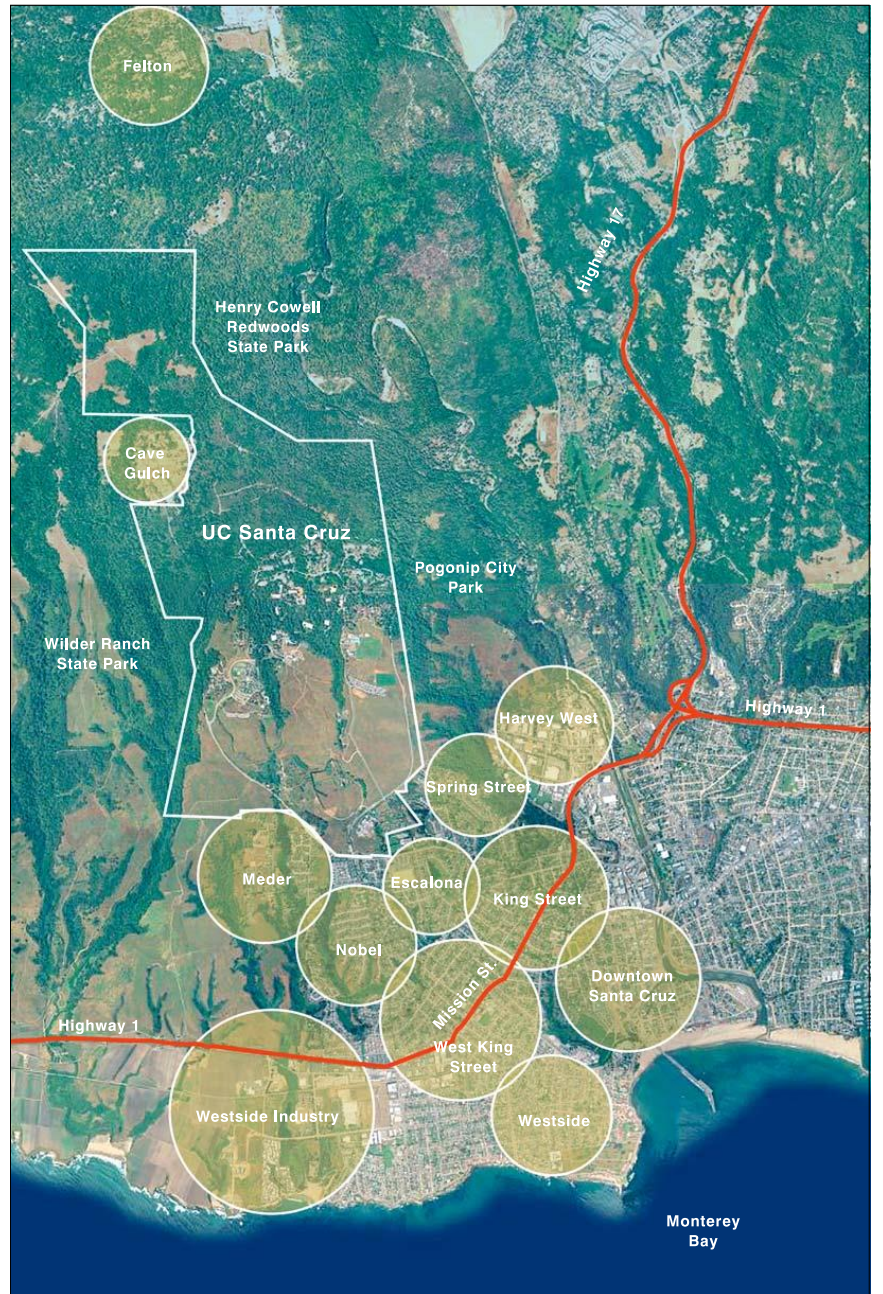 Felton
Highway 17
Henry Cowell
Redwoods
State Park
Cave
Gulch
UC Santa Cruz
Pogonip City
Park
Wilder Ranch
State Park
Harvey West
Highway 1
Spring Street
Meder
Escalona
King Street
Nobel
Downtown
Santa Cruz
Mission St.
Highway 1
West King
Street
Westside Industry
Westside
Monterey
Bay